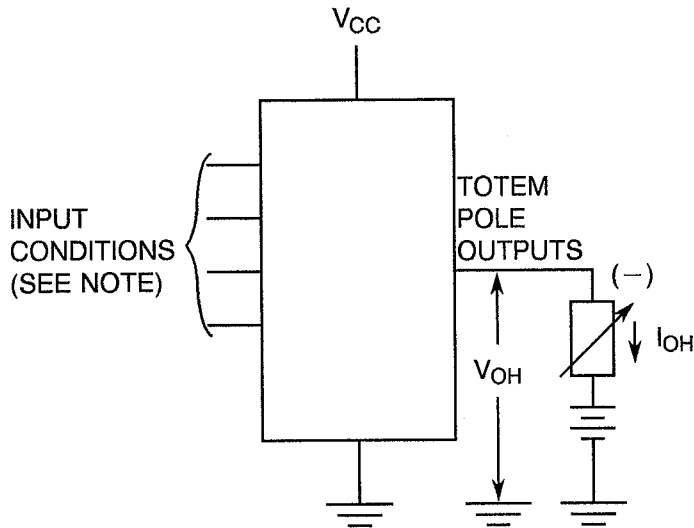 VCC
INPUT
CONDITIONS
(SEE NOTE)
TOTEM
POLE
OUTPUTS
(−)
IOH
VOH